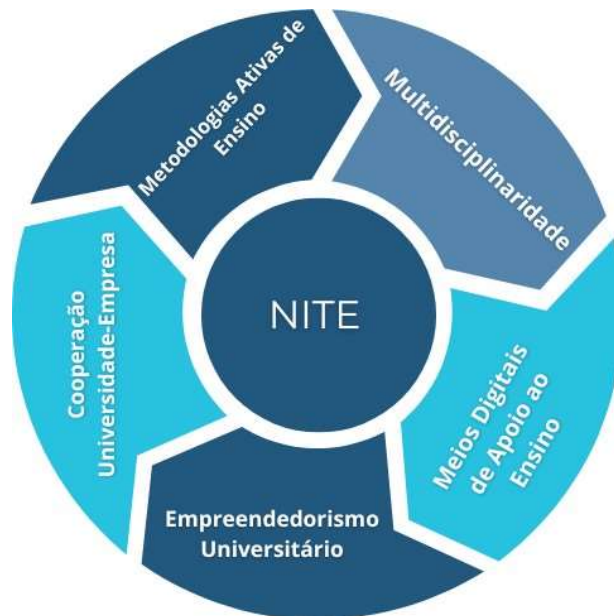 Metodologias Ativas de
Ensino
Multidisciplinaridade
NITE
Cooperação
Universidade-Empresa
Meios Digitais
de Apoio ao
Ensino
Empreendedorismo
Universitário